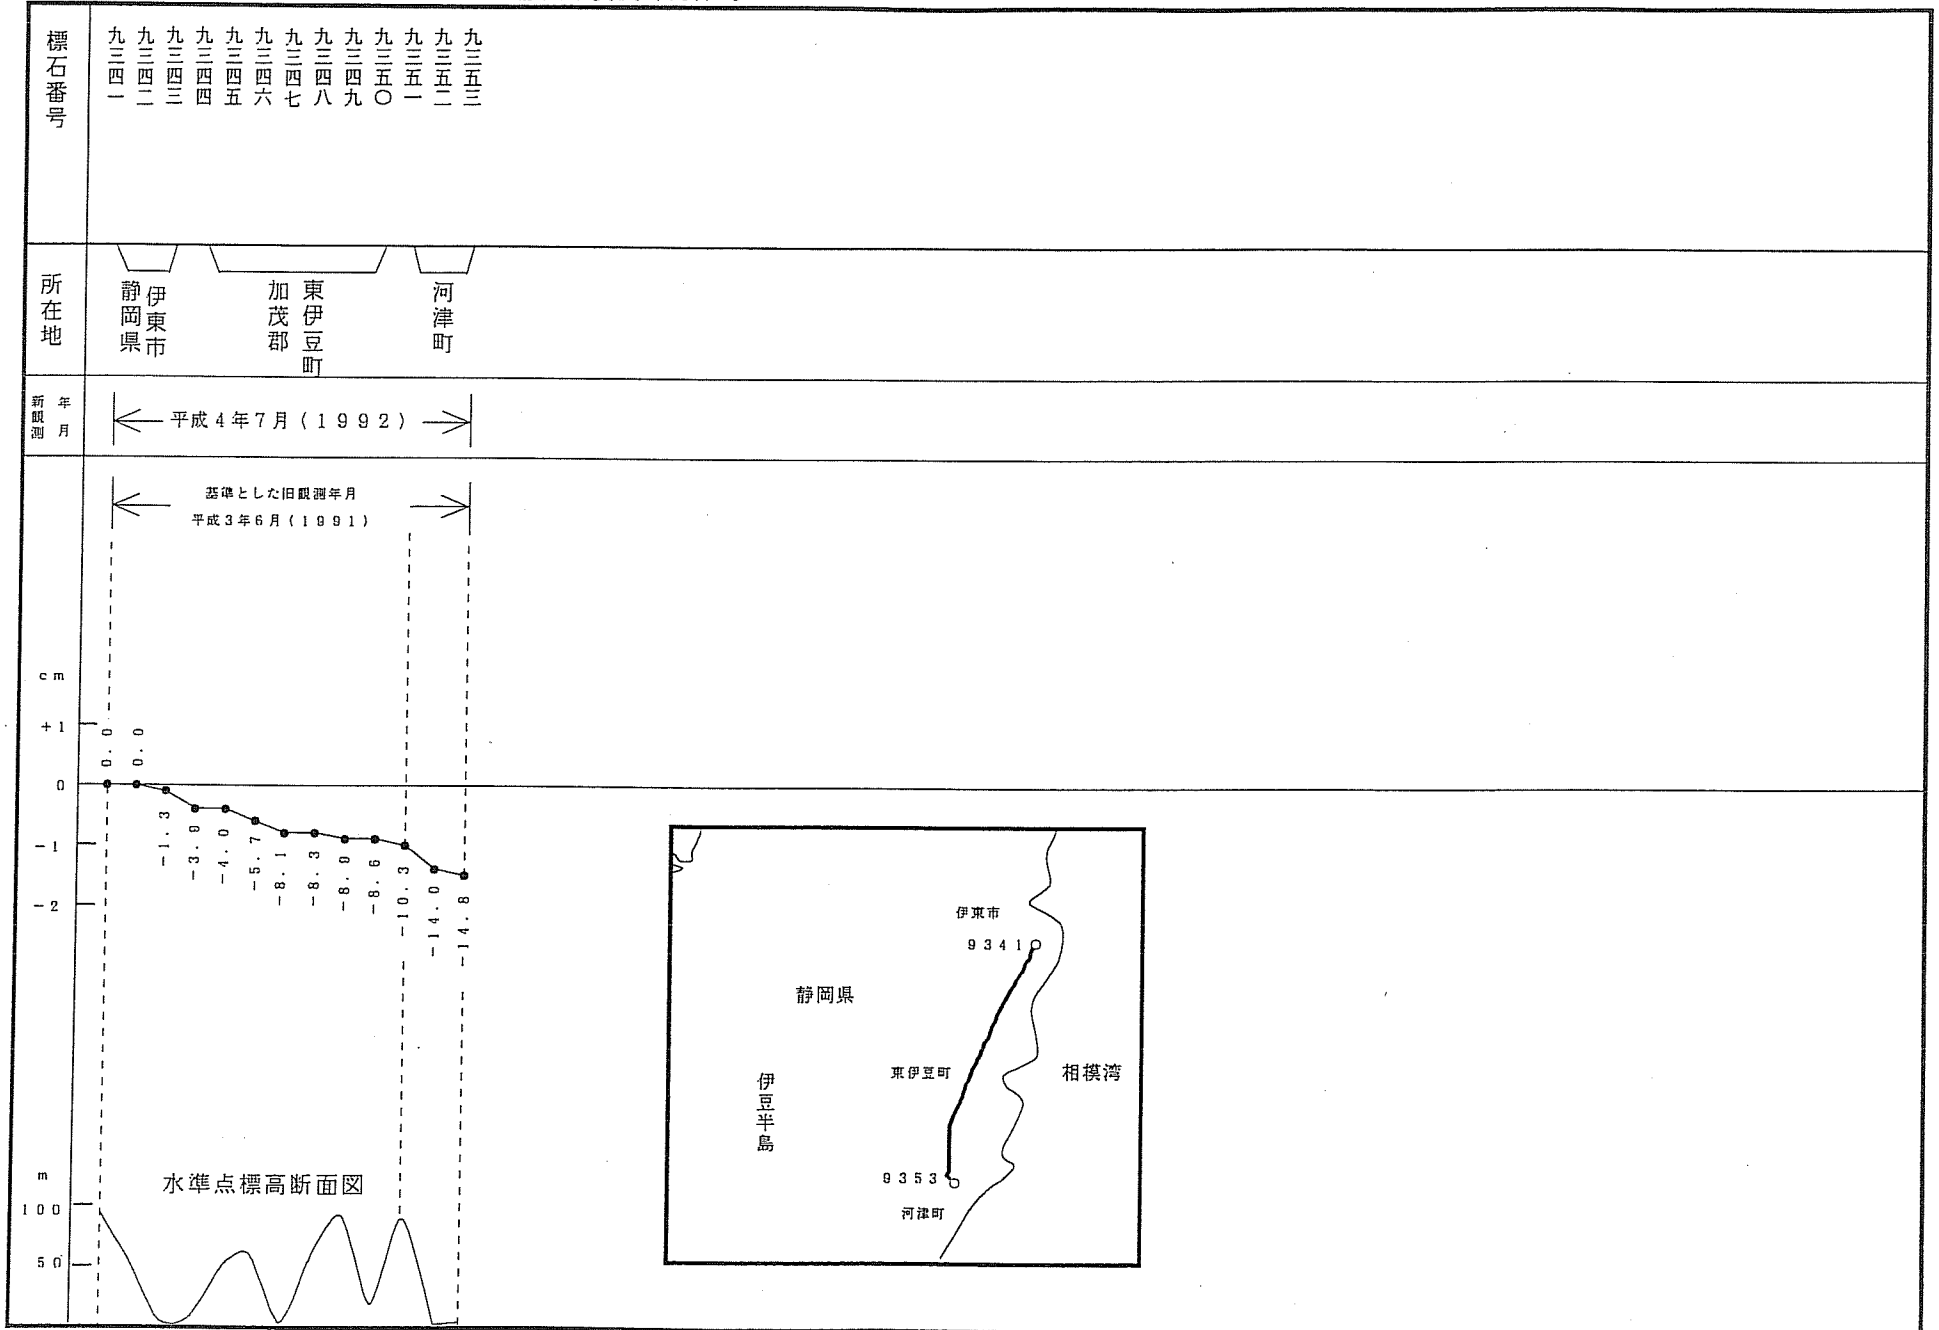 標石番号
九三四一
九三四二
九三四三
九三四四
九三四五
九三四六
九三四七
九三四八
九三四九
九三五〇
九三五一
九三五二
九三五三
所在地
静岡県
伊東市
加茂郡
東伊豆町
河津町
新観測
年月
平成4年7月(1992)
基準とした旧観測年月
平成3年6月(1991)
cm
+1
0
-1
-2
0.0
0.0
-1.3
-3.9
-4.0
-5.7
-8.1
-8.3
-8.9
-8.6
-10.3
-14.0
-14.8
伊東市
9341
静岡県
東伊豆町
相模湾
伊豆半島
9353
河津町
水準点標高断面図
m
100
50